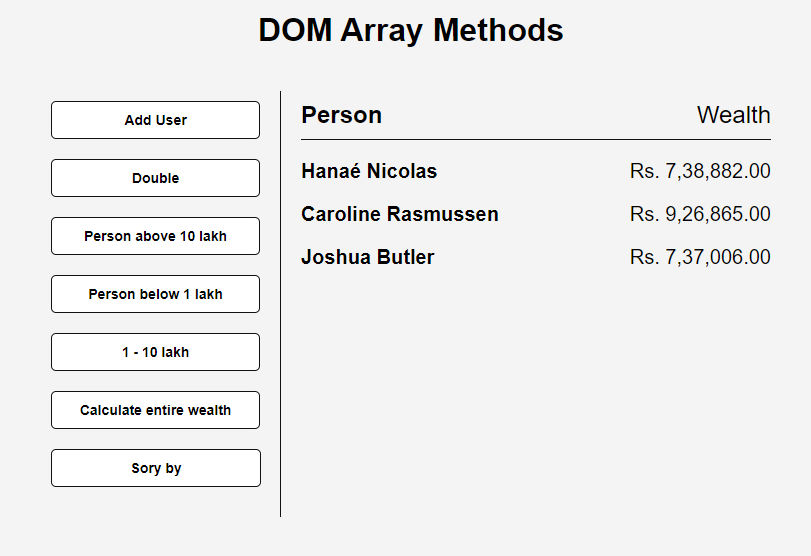 DOM Array Methods
Add User
Double
Person above 10 lakh
Person below 1 lakh
1 - 10 lakh
Calculate entire wealth
Sory by
Person Wealth
Hanaé Nicolas Rs. 7,38,882.00
Caroline Rasmussen Rs. 9,26,865.00
Joshua Butler Rs. 7,37,006.00